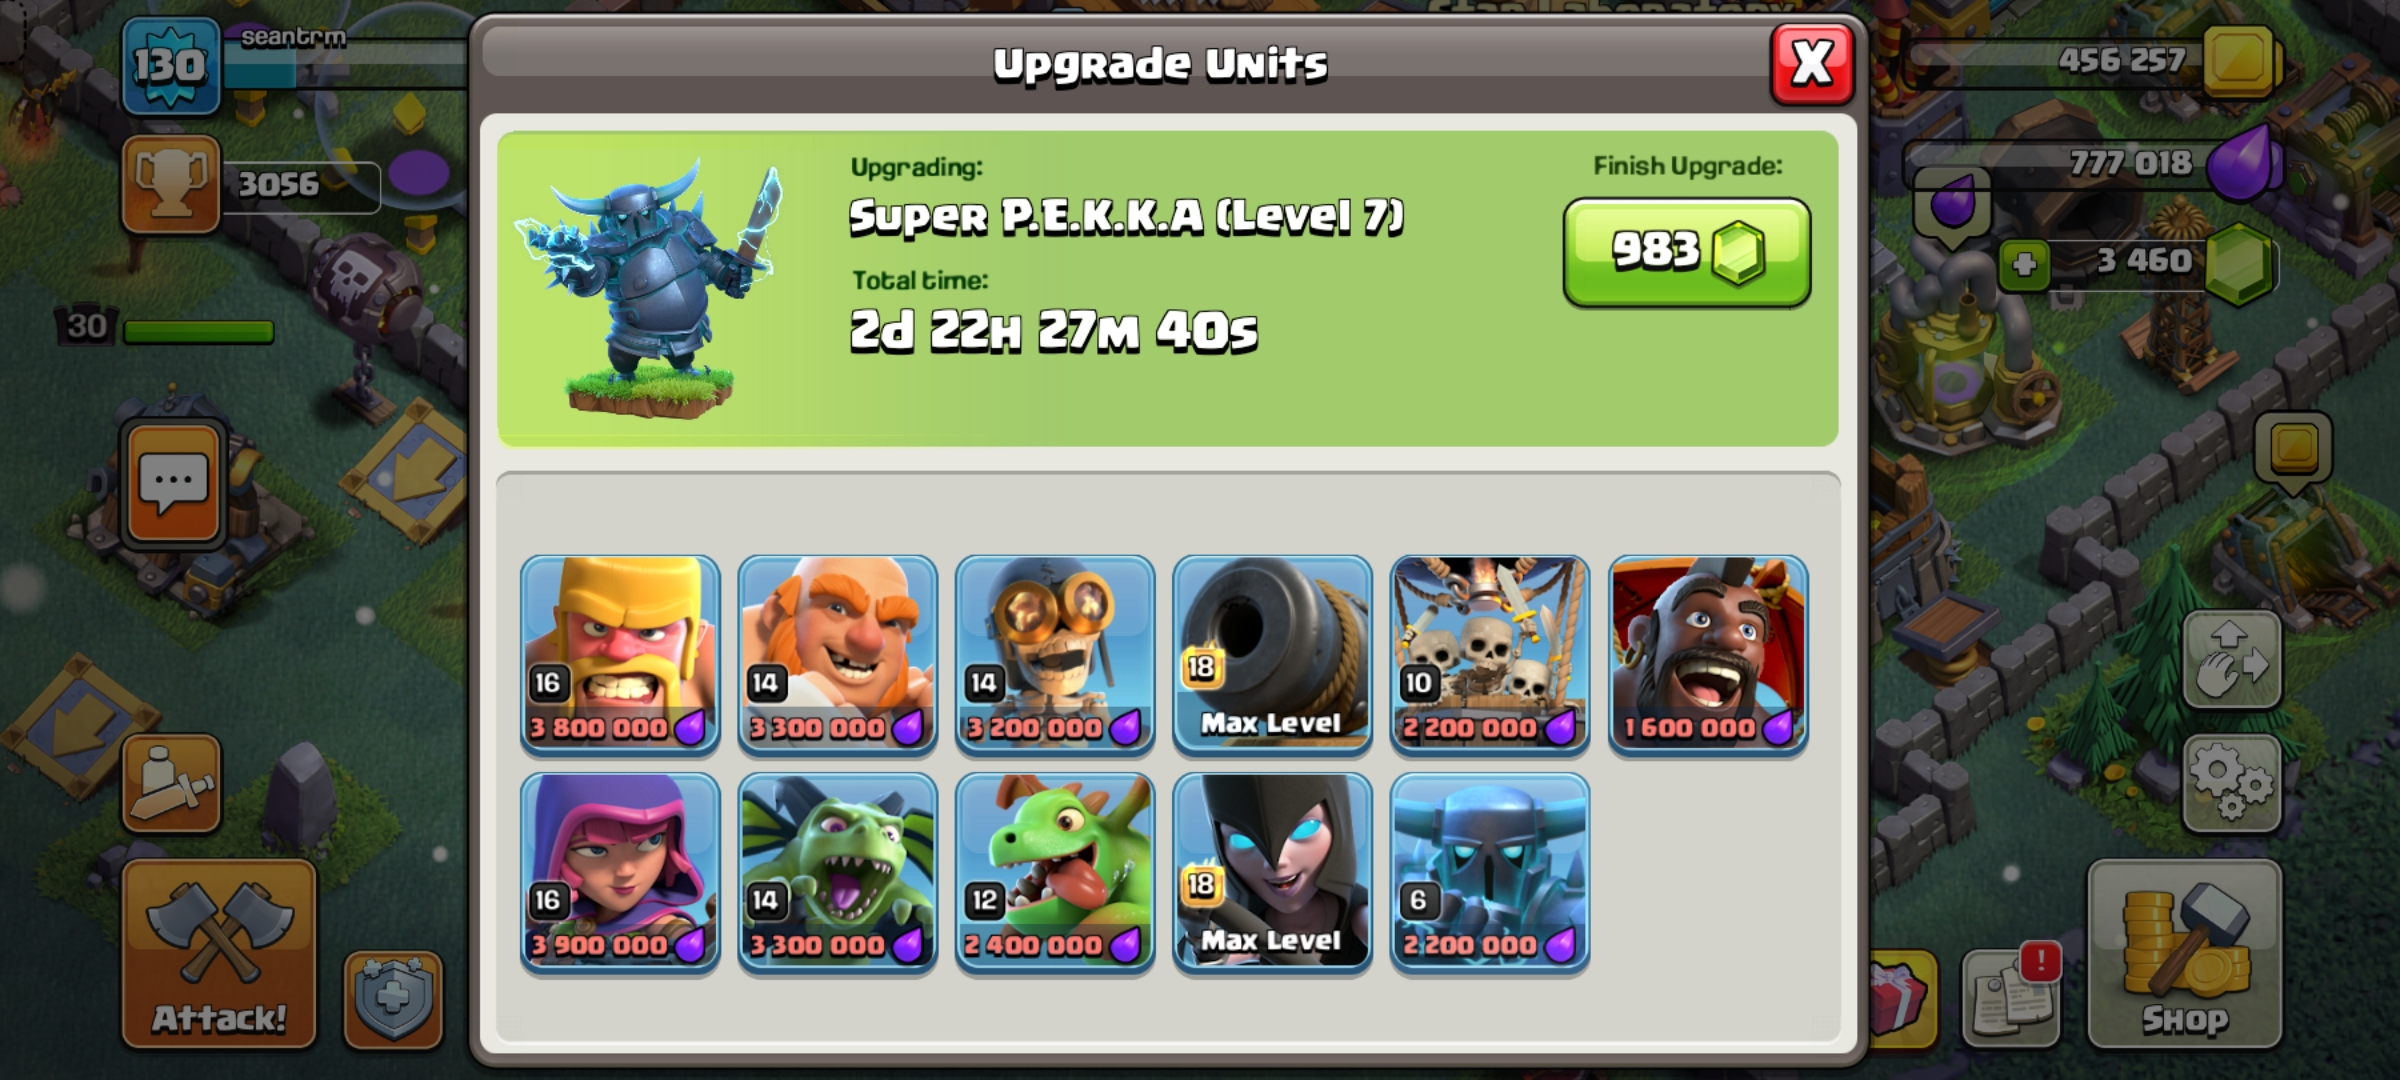 Star Laboratory
130
seantrm
Upgrade Units
X
456 257
3056
Upgrading:
Super P.E.K.K.A (Level 7)
Total time:
2d 22H 27M 40S
Finish Upgrade:
983
777 018
3 460
30
16
3 800 000
14
3 300 000
14
3 200 000
18
Max Level
10
2 200 000
1 600 000
16
3 900 000
14
3 300 000
12
2 400 000
18
Max Level
6
2 200 000
Attack!
!
Shop